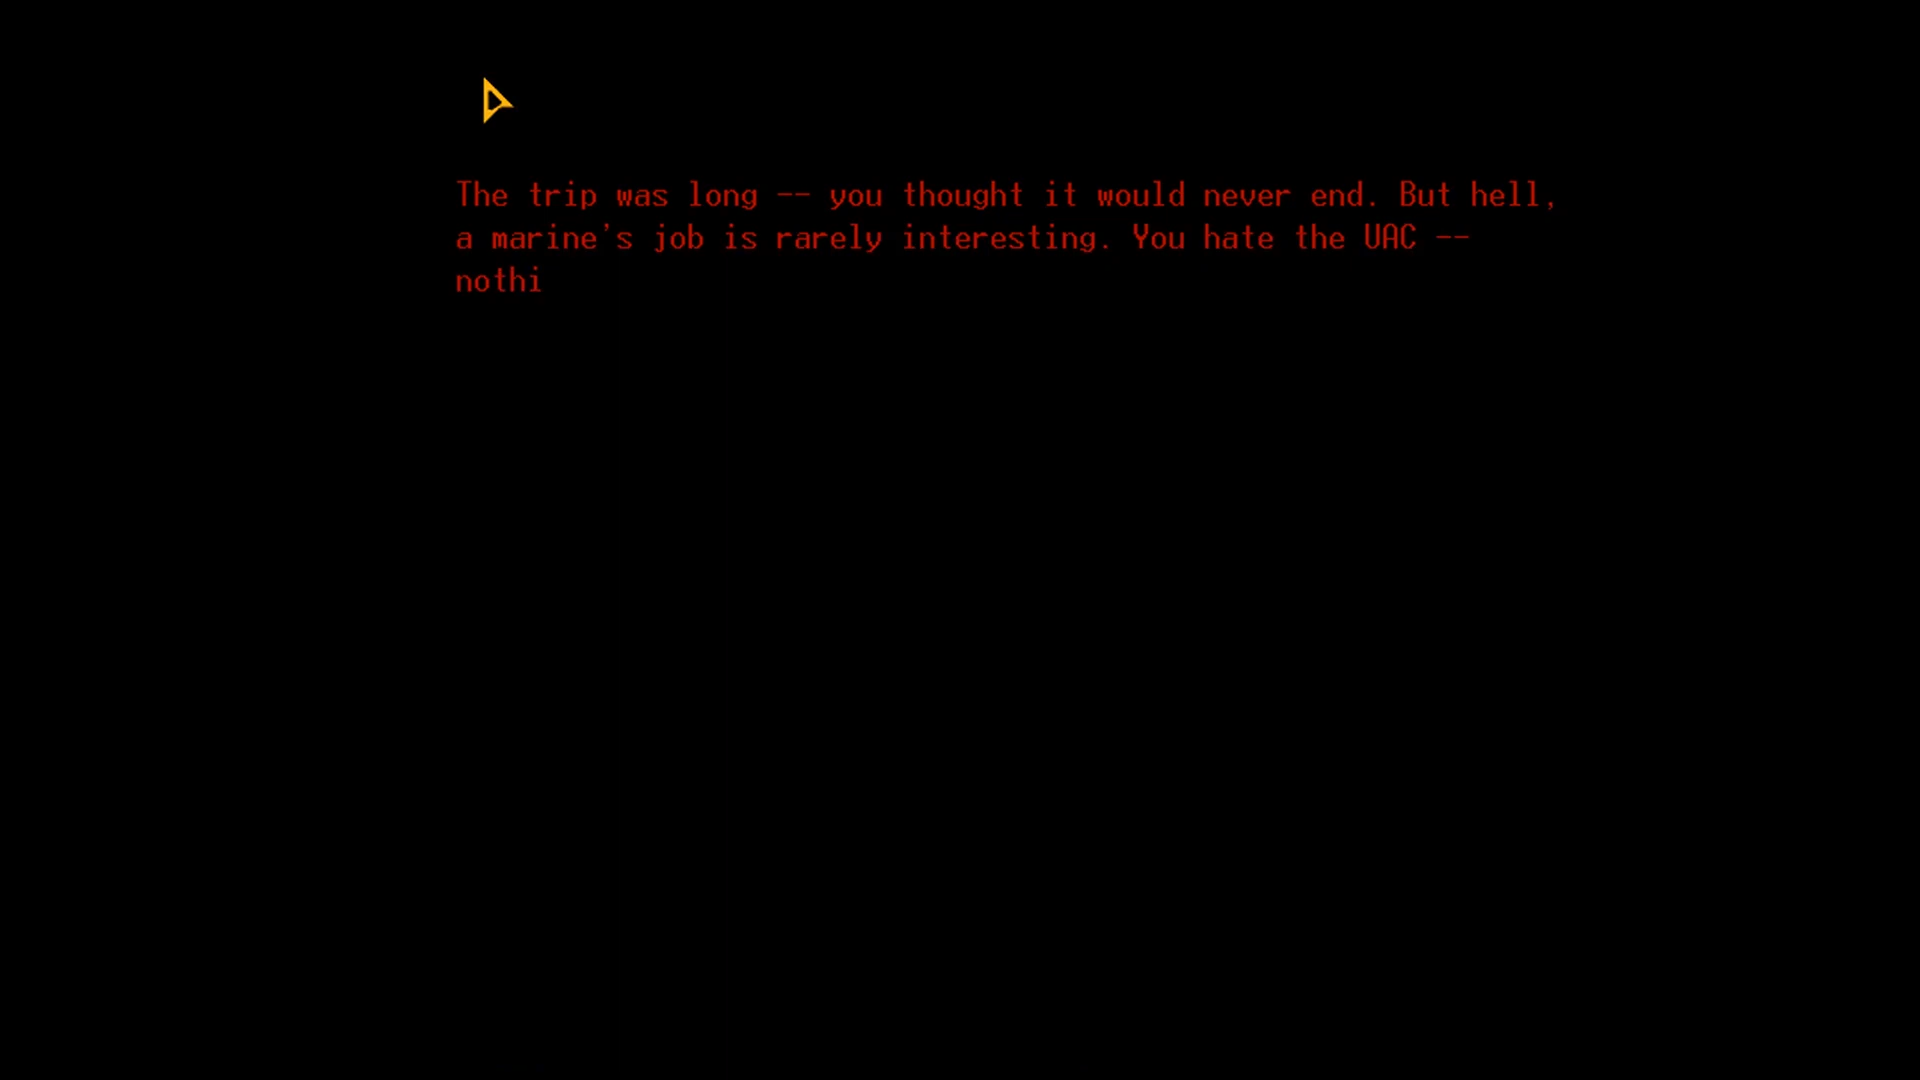 The trip was long -- you thought it would never end. But hell,
a marine's job is rarely interesting. You hate the UAC --
nothi